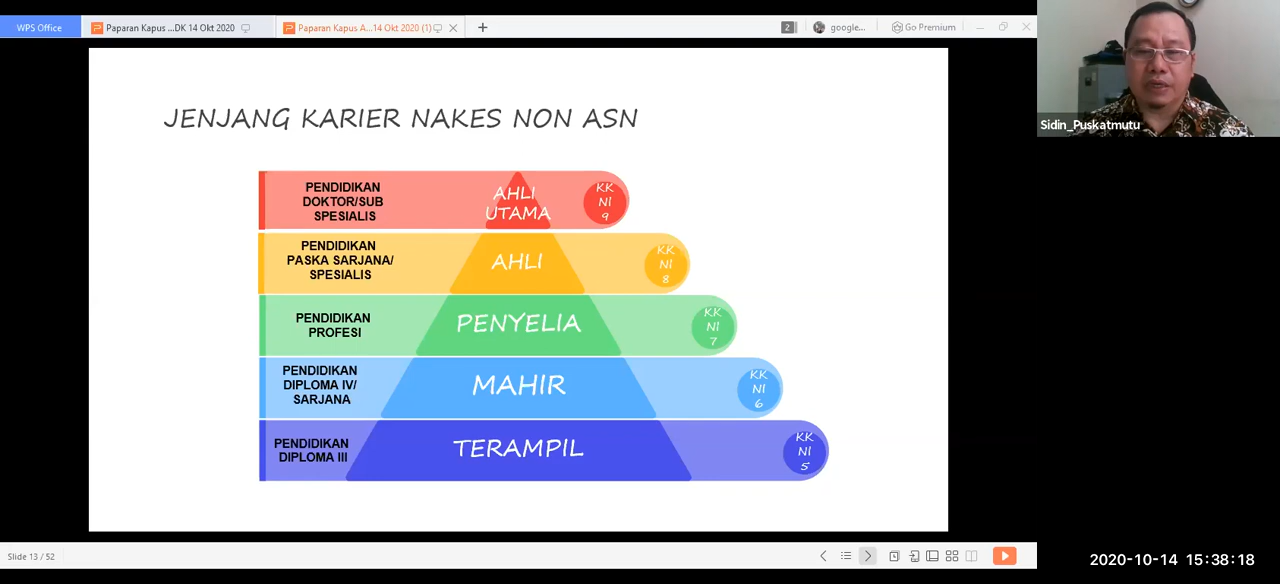 WPS Office
Paparan Kapus ...DK 14 Okt 2020
Paparan Kapus A...14 Okt 2020 (1)
2
google...
Go Premium
Sidin_Puskatmutu
JENJANG KARIER NAKES NON ASN
PENDIDIKAN
DOKTOR/SUB
SPESIALIS
AHLI
UTAMA
KK
NI
9
PENDIDIKAN
PASKA SARJANA/
SPESIALIS
AHLI
KK
NI
8
PENDIDIKAN
PROFESI
PENYELIA
KK
NI
7
PENDIDIKAN
DIPLOMA IV/
SARJANA
MAHIR
KK
NI
6
PENDIDIKAN
DIPLOMA III
TERAMPIL
KK
NI
5
Slide 13 / 52
2020-10-14 15:38:18